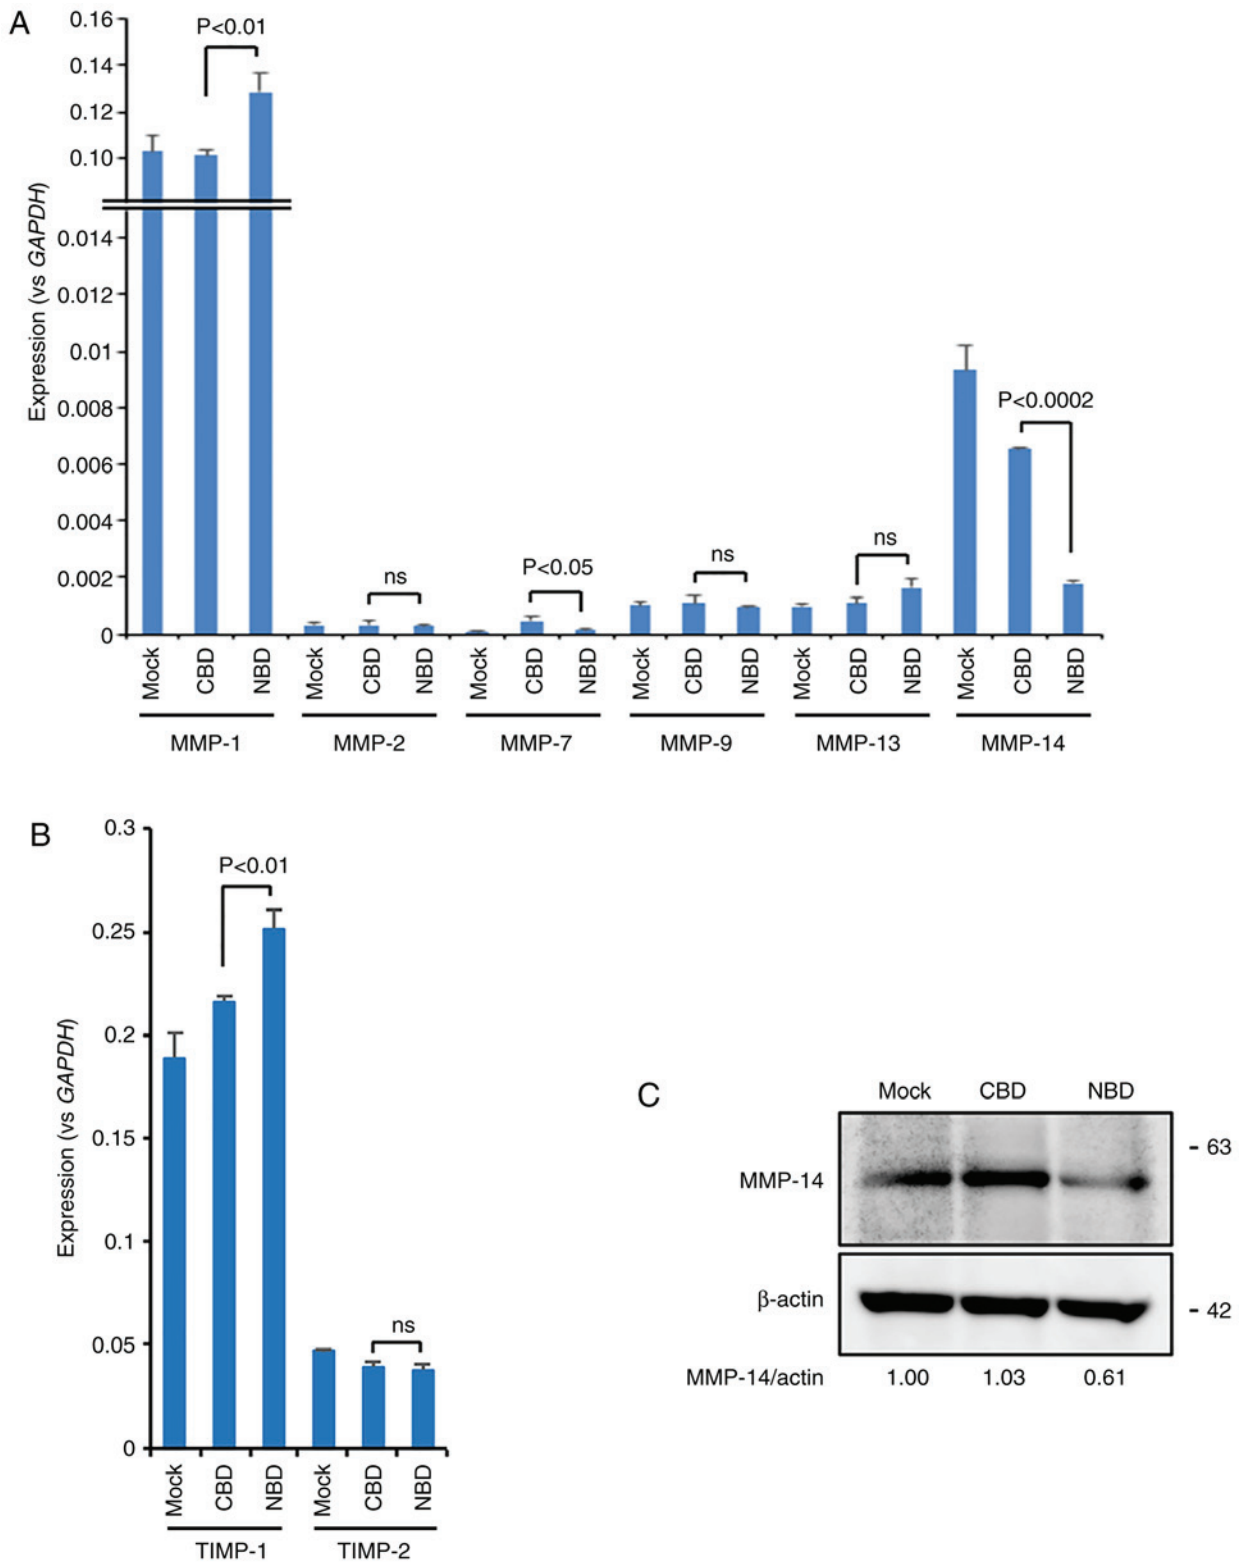 A
P<0.01
0.16
0.14
0.12
0.10
Expression (vs GAPDH)
0.014
0.012
0.01
0.008
0.006
0.004
0.002
0
ns
P<0.05
ns
ns
P<0.0002
Mock CBD NBD Mock CBD NBD Mock CBD NBD Mock CBD NBD Mock CBD NBD Mock CBD NBD
MMP-1 MMP-2 MMP-7 MMP-9 MMP-13 MMP-14
B
P<0.01
0.3
0.25
0.2
0.15
0.1
0.05
0
Expression (vs GAPDH)
ns
Mock CBD NBD Mock CBD NBD
TIMP-1 TIMP-2
C
Mock CBD NBD
MMP-14
- 63
β-actin
- 42
MMP-14/actin 1.00 1.03 0.61